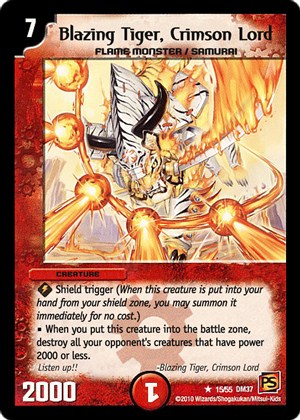 7
Blazing Tiger, Crimson Lord
FLAME MONSTER / SAMURAI
CREATURE
Shield trigger (When this creature is put into your
hand from your shield zone, you may summon it
immediately for no cost.)
▪ When you put this creature into the battle zone,
destroy all your opponent's creatures that have power
2000 or less.
Listen up!! -Blazing Tiger, Crimson Lord
2000
1
PS
★ 15/55 DM37
©2010 Wizards/Shogakukan/Mitsui-Kids